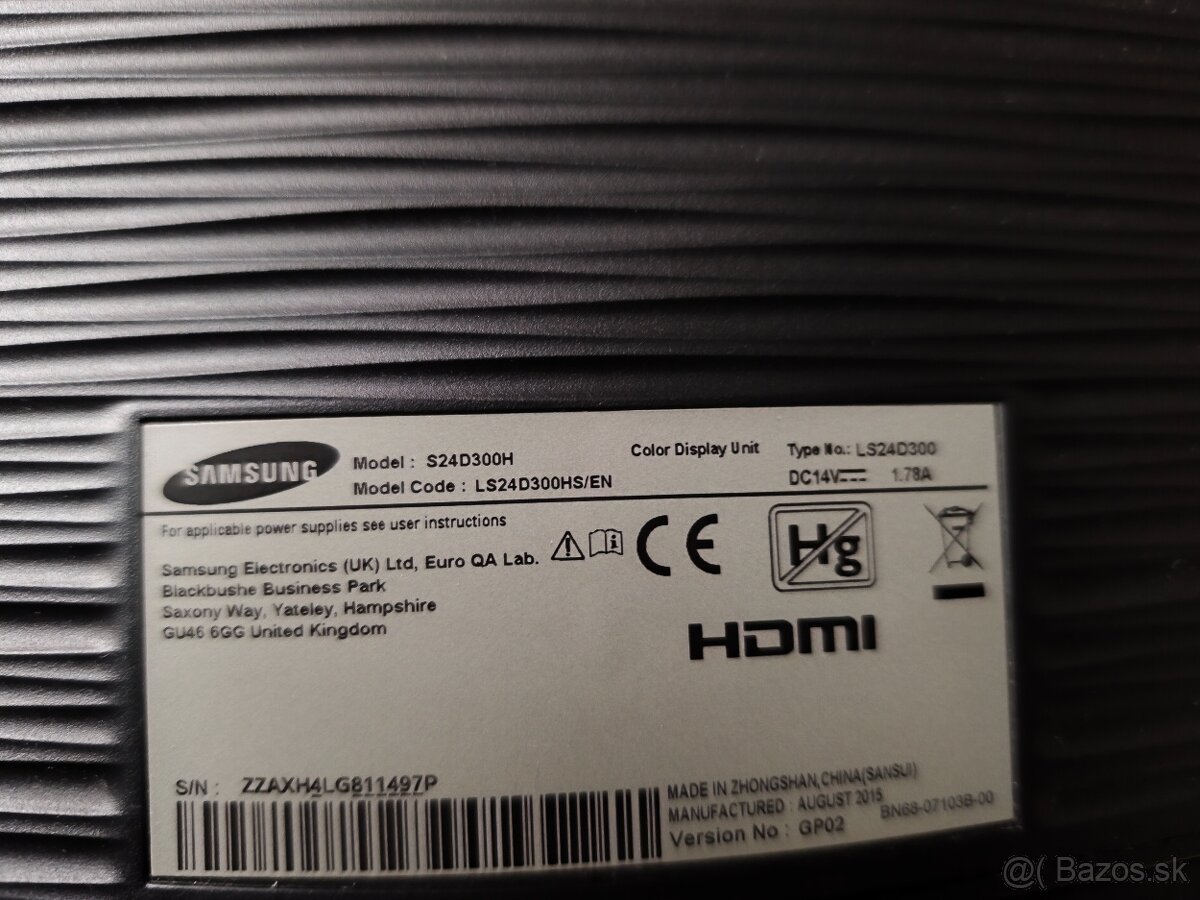 SAMSUNG
Model : S24D300H
Model Code : LS24D300HS/EN
Color Display Unit
Type No.: LS24D300
DC14V⎓ 1.78A
For applicable power supplies see user instructions
Samsung Electronics (UK) Ltd, Euro QA Lab.
Blackbushe Business Park
Saxony Way, Yateley, Hampshire
GU46 6GG United Kingdom
CE
Hg
HDMI
S/N : ZZAXH4LG811497P
MADE IN ZHONGSHAN,CHINA(SANSUI)
MANUFACTURED : AUGUST 2015
BN68-07103B-00
Version No : GP02
@( Bazos.sk